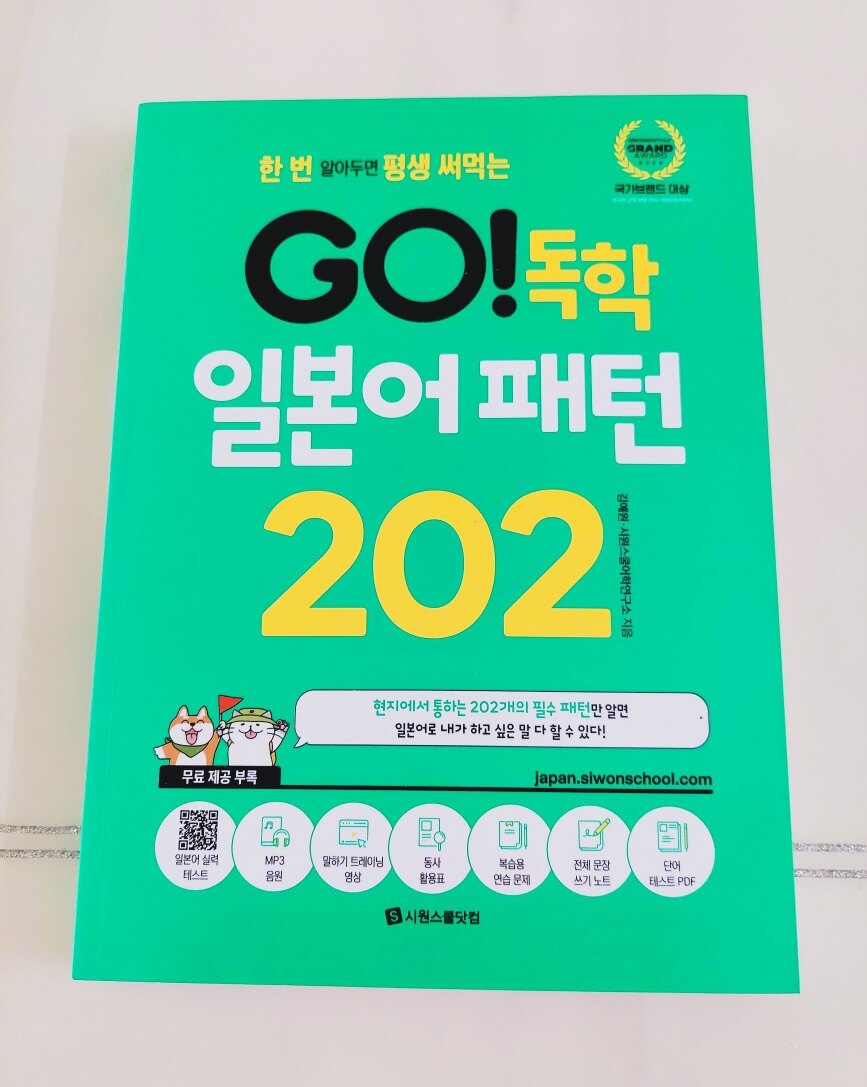 한 번 알아두면 평생 써먹는
GRAND
AWARD
국가브랜드 대상
GO! 독학
일본어 패턴
202
김예원·시원스쿨어학연구소 지음
현지에서 통하는 202개의 필수 패턴만 알면
일본어로 내가 하고 싶은 말 다 할 수 있다!
무료 제공 부록
japan.siwonschool.com
일본어 실력
테스트
MP3
음원
말하기 트레이닝
영상
동사
활용표
복습용
연습 문제
전체 문장
쓰기 노트
단어
테스트 PDF
S 시원스쿨닷컴